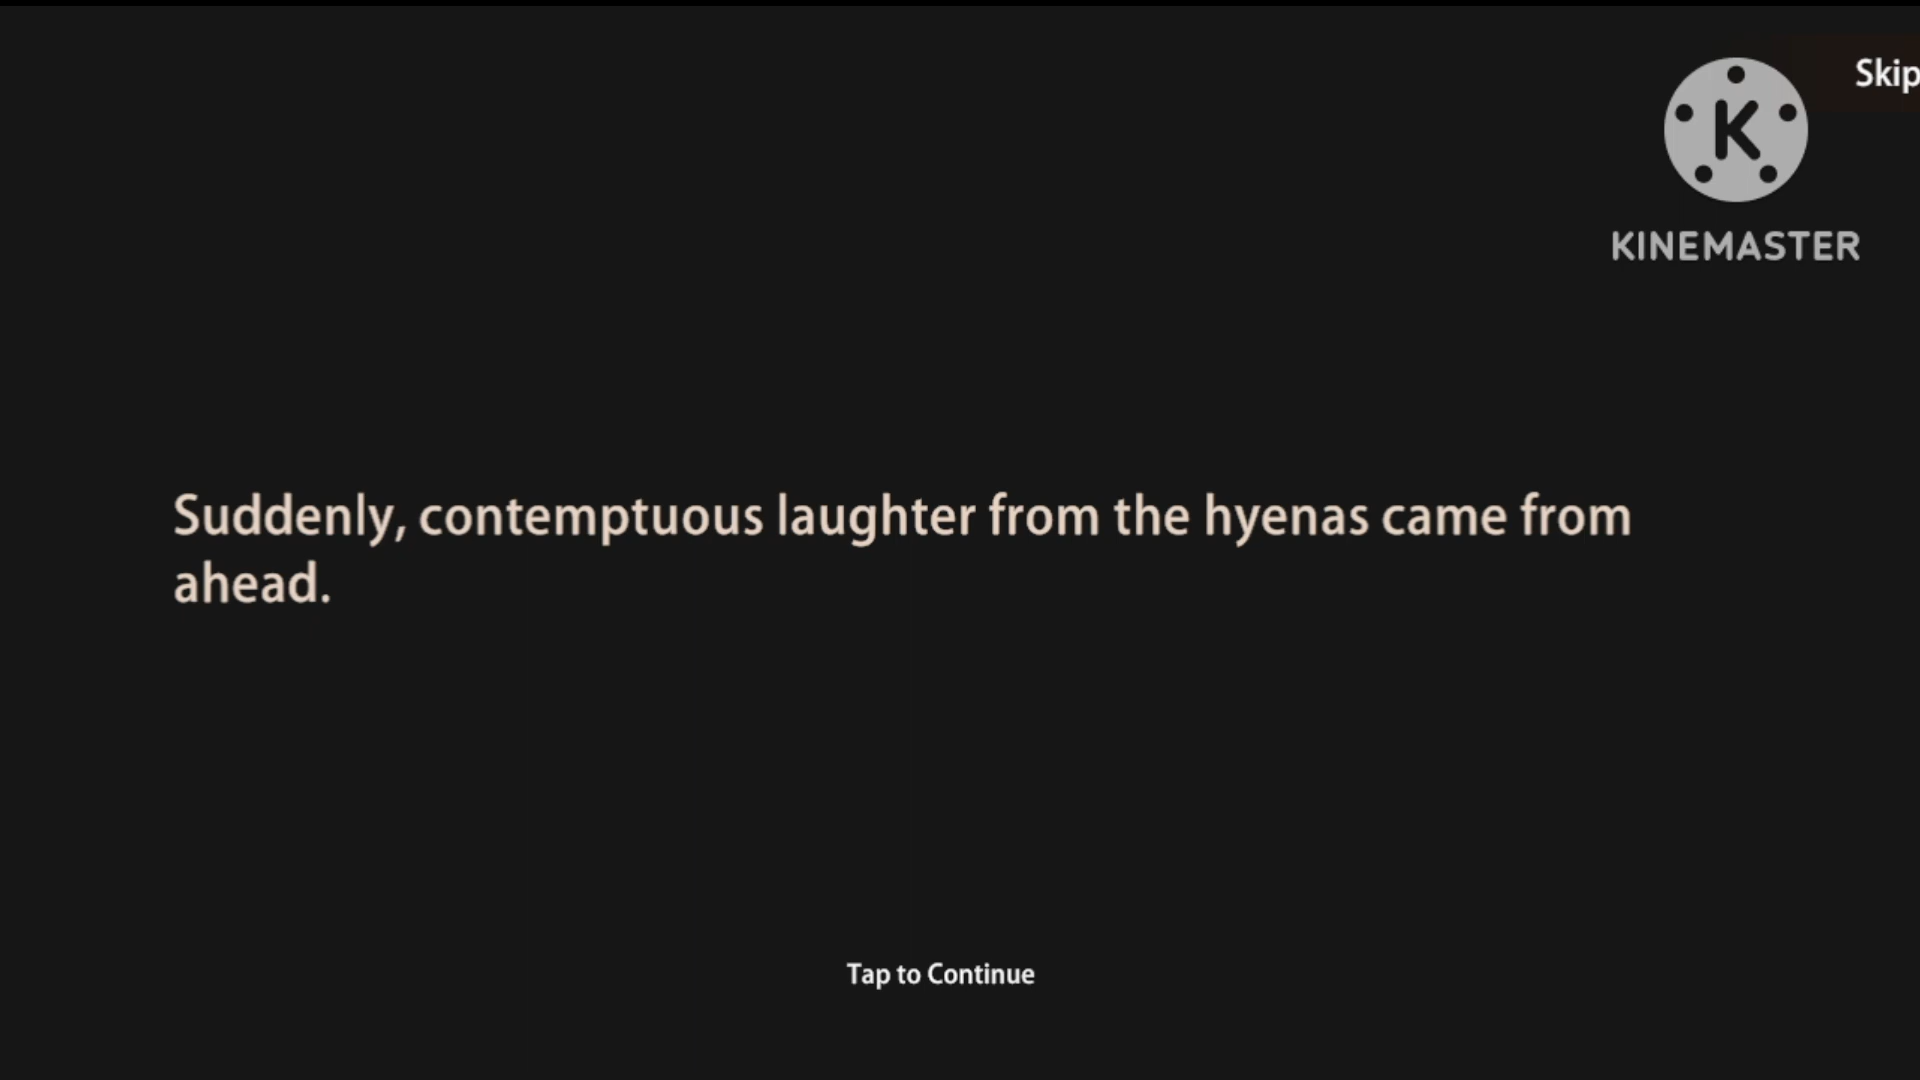 Skip
K
KINEMASTER
Suddenly, contemptuous laughter from the hyenas came from
ahead.
Tap to Continue